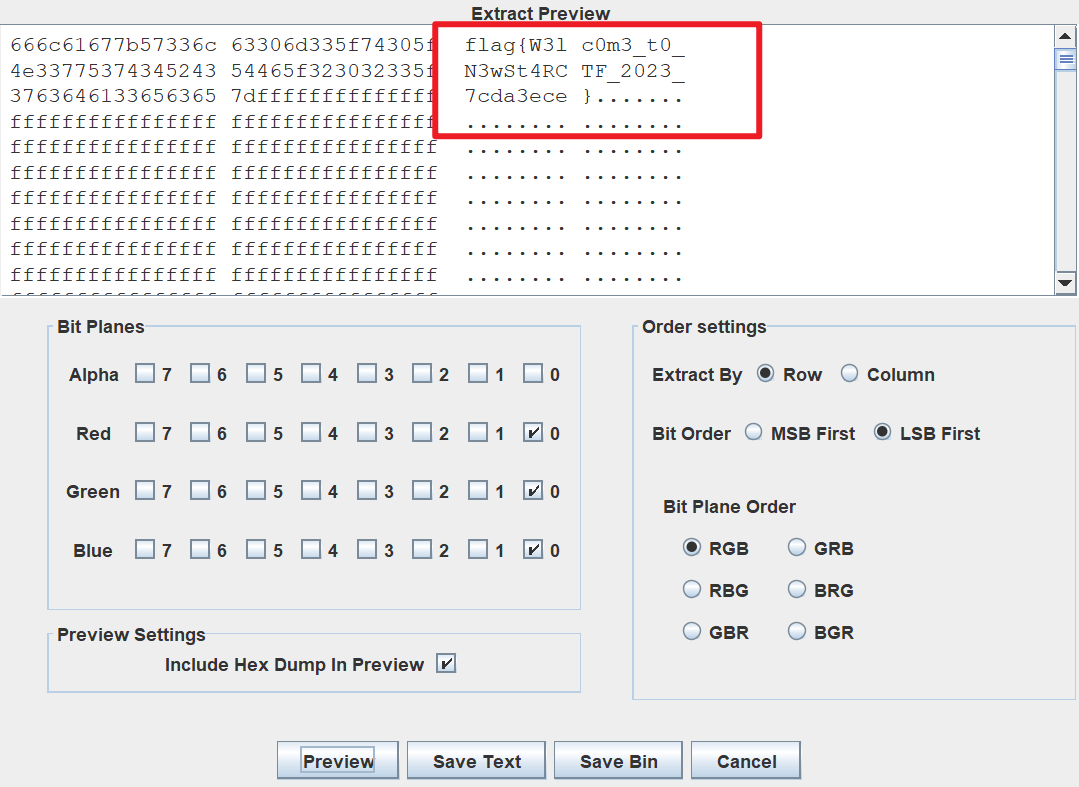 Extract Preview
666c61677b57336c 63306d335f74305f flag{W3l c0m3_t0_
4e33775374345243 54465f323032335f N3wSt4RC TF_2023_
3763646133656365 7dffffffffffffff 7cda3ece }.......
ffffffffffffffff ffffffffffffffff ........ ........
ffffffffffffffff ffffffffffffffff ........ ........
ffffffffffffffff ffffffffffffffff ........ ........
ffffffffffffffff ffffffffffffffff ........ ........
ffffffffffffffff ffffffffffffffff ........ ........
ffffffffffffffff ffffffffffffffff ........ ........
ffffffffffffffff ffffffffffffffff ........ ........
Bit Planes
Alpha 7 6 5 4 3 2 1 0
Red 7 6 5 4 3 2 1 0
Green 7 6 5 4 3 2 1 0
Blue 7 6 5 4 3 2 1 0
Preview Settings
Include Hex Dump In Preview
Order settings
Extract By Row Column
Bit Order MSB First LSB First
Bit Plane Order
RGB GRB
RBG BRG
GBR BGR
Preview Save Text Save Bin Cancel